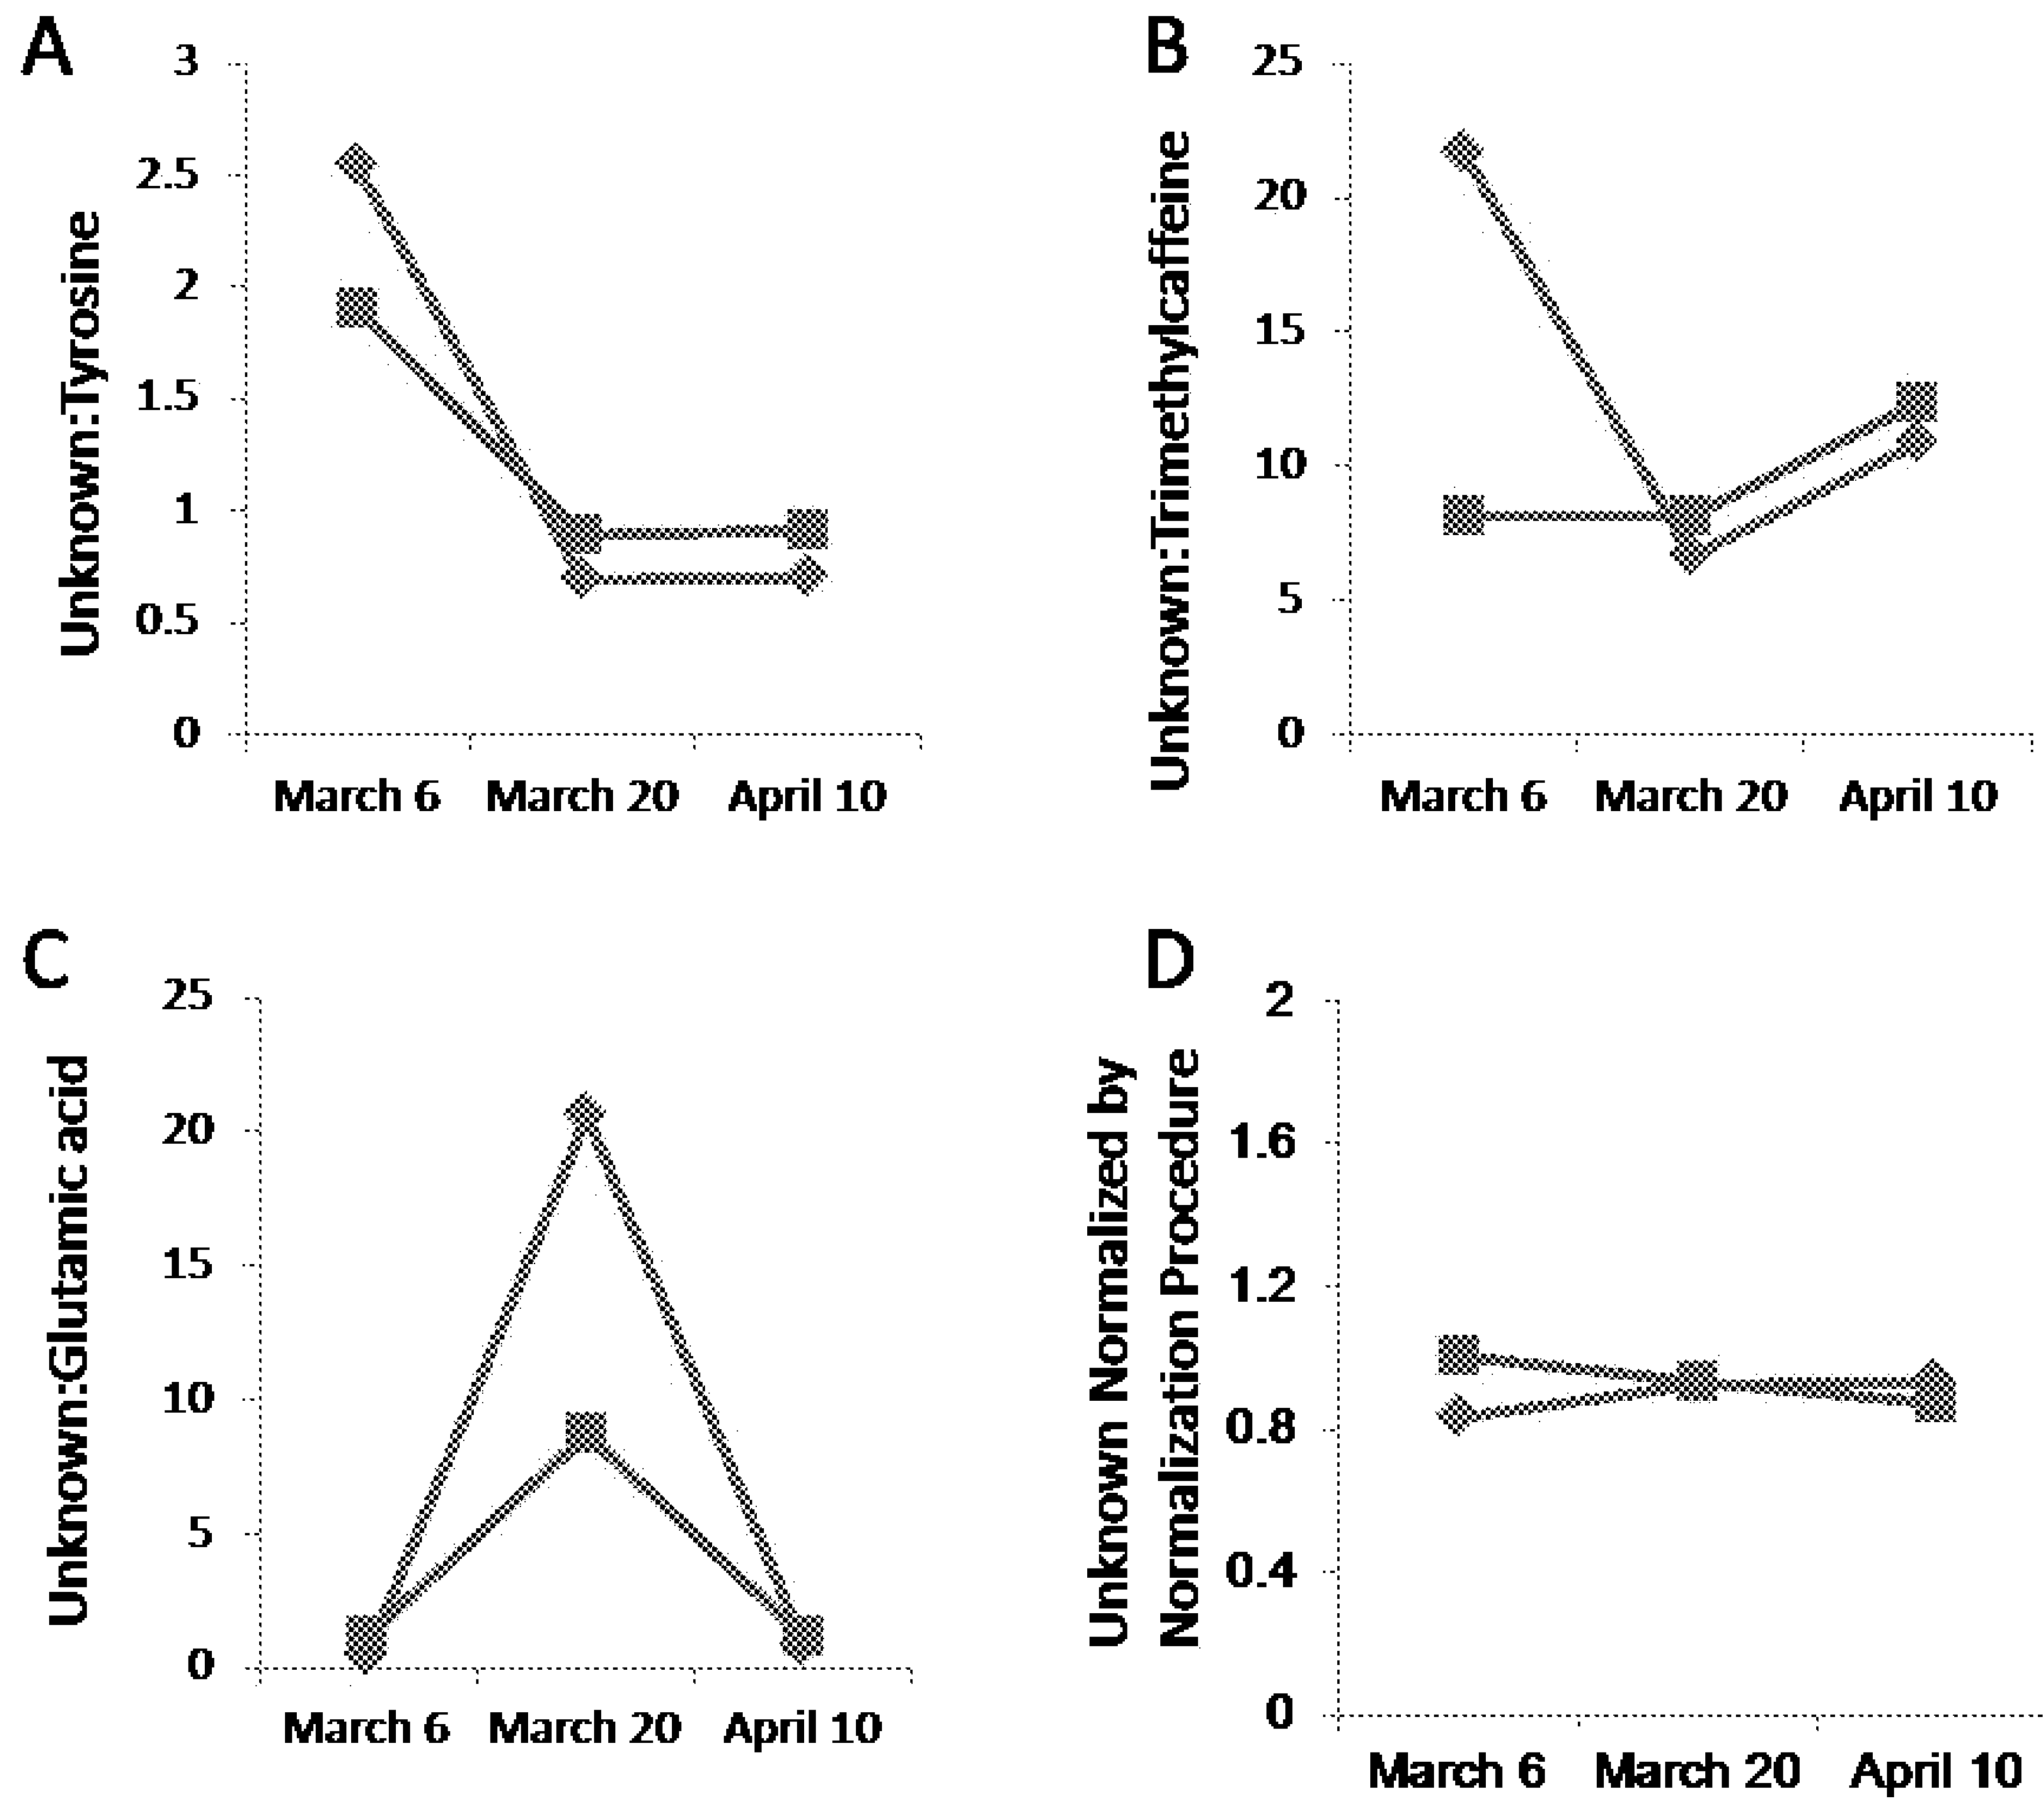 A
Unknown:Tyrosine
3
2.5
2
1.5
1
0.5
0
March 6 March 20 April 10
B
Unknown:Trimethylcaffeine
25
20
15
10
5
0
March 6 March 20 April 10
C
Unknown:Glutamic acid
25
20
15
10
5
0
March 6 March 20 April 10
D
Unknown Normalized by
Normalization Procedure
2
1.6
1.2
0.8
0.4
0
March 6 March 20 April 10